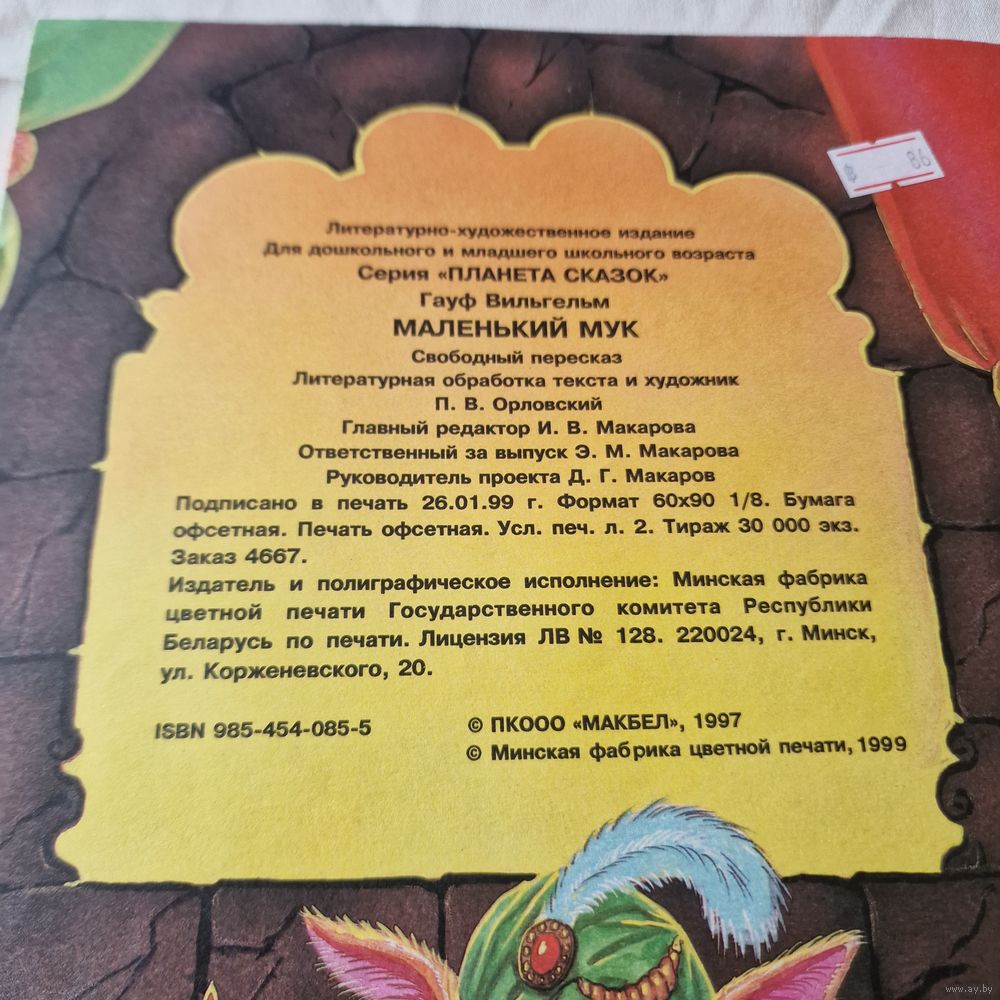 86
Литературно-художественное издание
Для дошкольного и младшего школьного возраста
Серия «ПЛАНЕТА СКАЗОК»
Гауф Вильгельм
МАЛЕНЬКИЙ МУК
Свободный пересказ
Литературная обработка текста и художник
П. В. Орловский
Главный редактор И. В. Макарова
Ответственный за выпуск Э. М. Макарова
Руководитель проекта Д. Г. Макаров
Подписано в печать 26.01.99 г. Формат 60х90 1/8. Бумага
офсетная. Печать офсетная. Усл. печ. л. 2. Тираж 30 000 экз.
Заказ 4667.
Издатель и полиграфическое исполнение: Минская фабрика
цветной печати Государственного комитета Республики
Беларусь по печати. Лицензия ЛВ № 128. 220024, г. Минск,
ул. Корженевского, 20.
ISBN 985-454-085-5
© ПКООО «МАКБЕЛ», 1997
© Минская фабрика цветной печати, 1999
www.ay.by